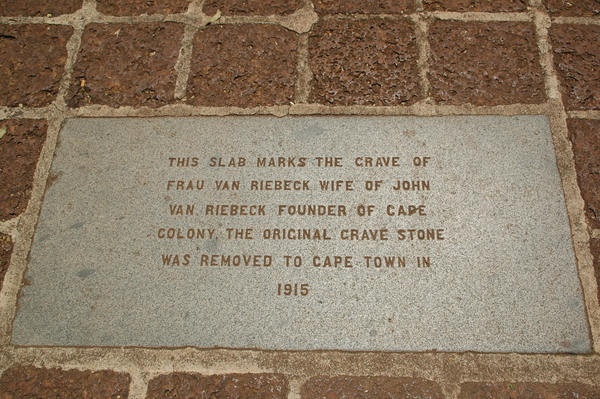 THIS SLAB MARKS THE GRAVE OF
FRAU VAN RIEBECK WIFE OF JOHN
VAN RIEBECK FOUNDER OF CAPE
COLONY. THE ORIGINAL GRAVE STONE
WAS REMOVED TO CAPE TOWN IN
1915